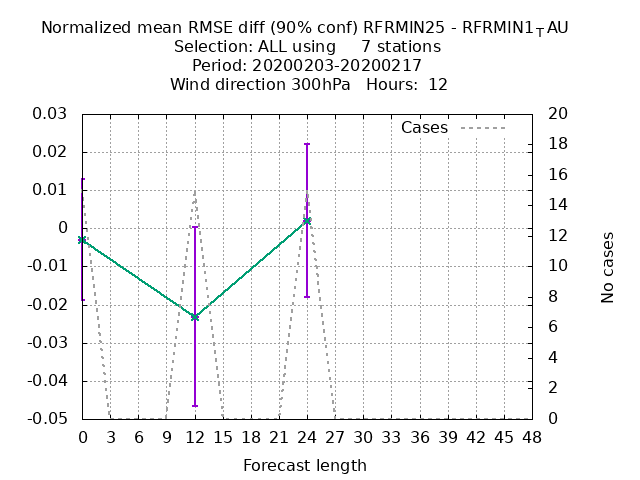 Normalized mean RMSE diff (90% conf) RFRMIN25 - RFRMIN1TAU
Selection: ALL using 7 stations
Period: 20200203-20200217
Wind direction 300hPa Hours: 12
Cases
0.03
0.02
0.01
0
-0.01
-0.02
-0.03
-0.04
-0.05
20
18
16
14
12
10
8
6
4
2
0
No cases
0 3 6 9 12 15 18 21 24 27 30 33 36 39 42 45 48
Forecast length